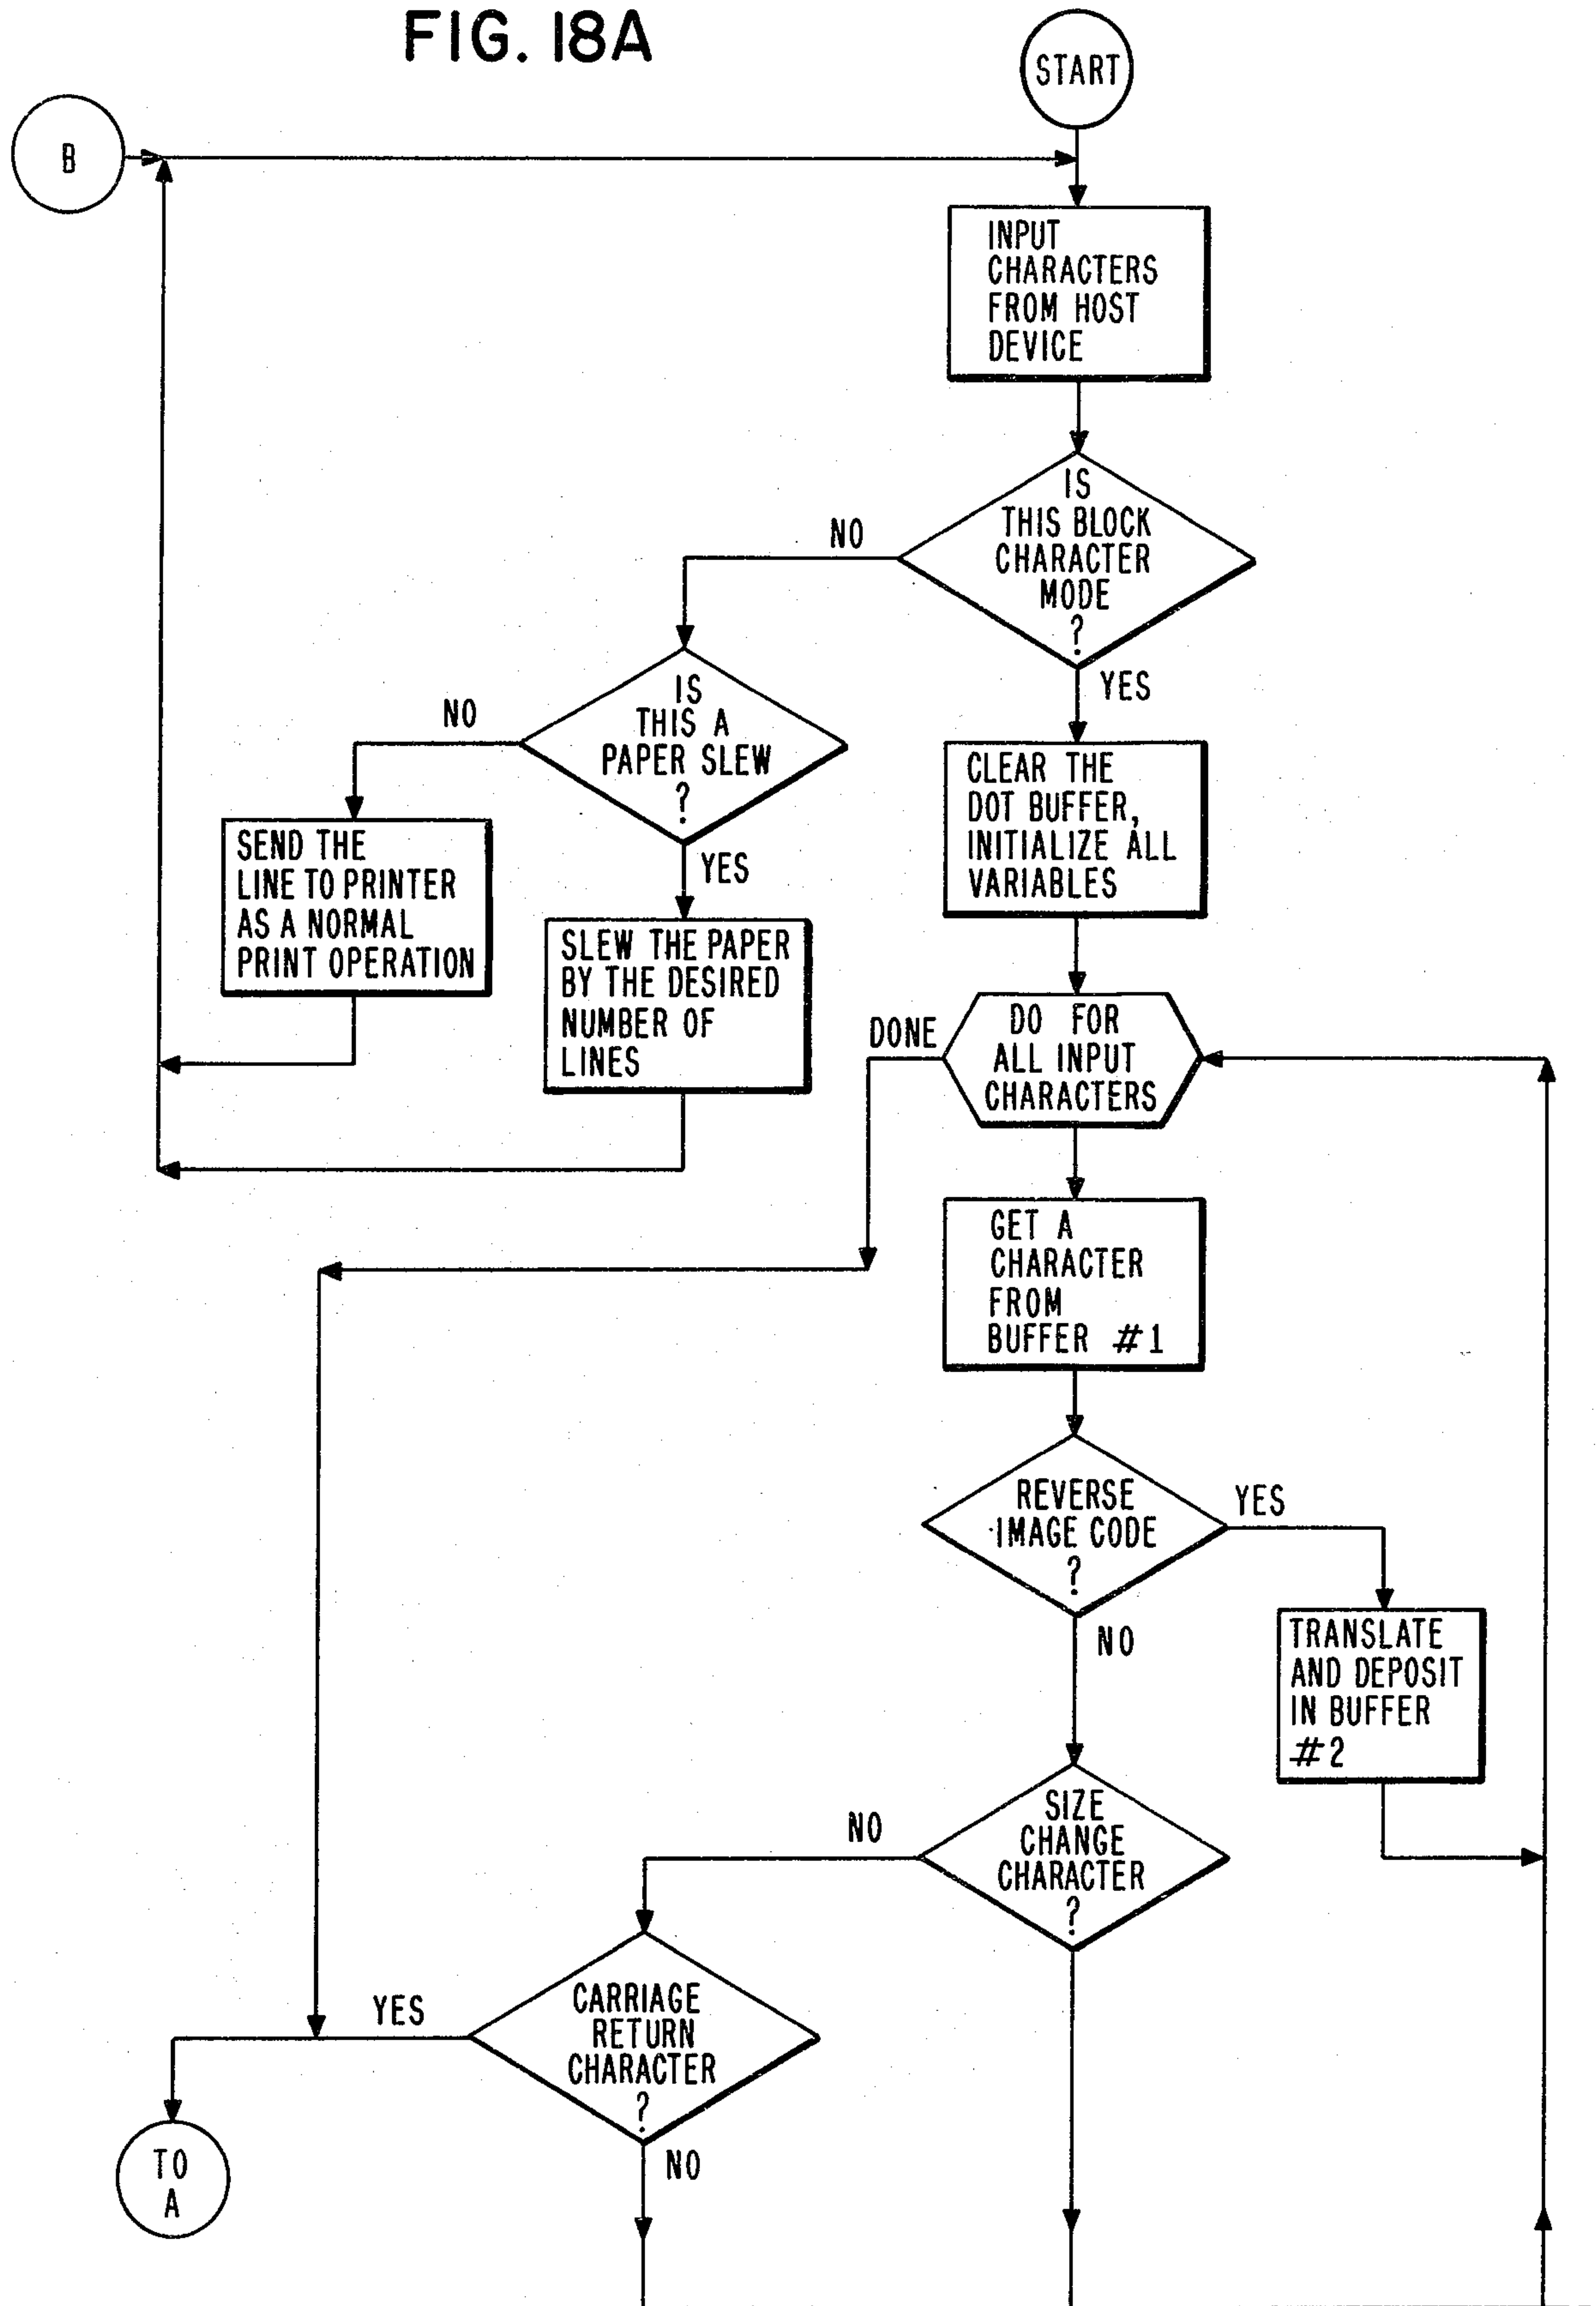 FIG. 18A
START
B
INPUT
CHARACTERS
FROM HOST
DEVICE
IS
THIS BLOCK
CHARACTER
MODE
?
NO
YES
IS
THIS A
PAPER SLEW
?
NO
YES
CLEAR THE
DOT BUFFER,
INITIALIZE ALL
VARIABLES
SEND THE
LINE TO PRINTER
AS A NORMAL
PRINT OPERATION
SLEW THE PAPER
BY THE DESIRED
NUMBER OF
LINES
DONE
DO FOR
ALL INPUT
CHARACTERS
GET A
CHARACTER
FROM
BUFFER #1
REVERSE
IMAGE CODE
?
YES
NO
TRANSLATE
AND DEPOSIT
IN BUFFER
#2
SIZE
CHANGE
CHARACTER
?
NO
CARRIAGE
RETURN
CHARACTER
?
YES
NO
TO
A